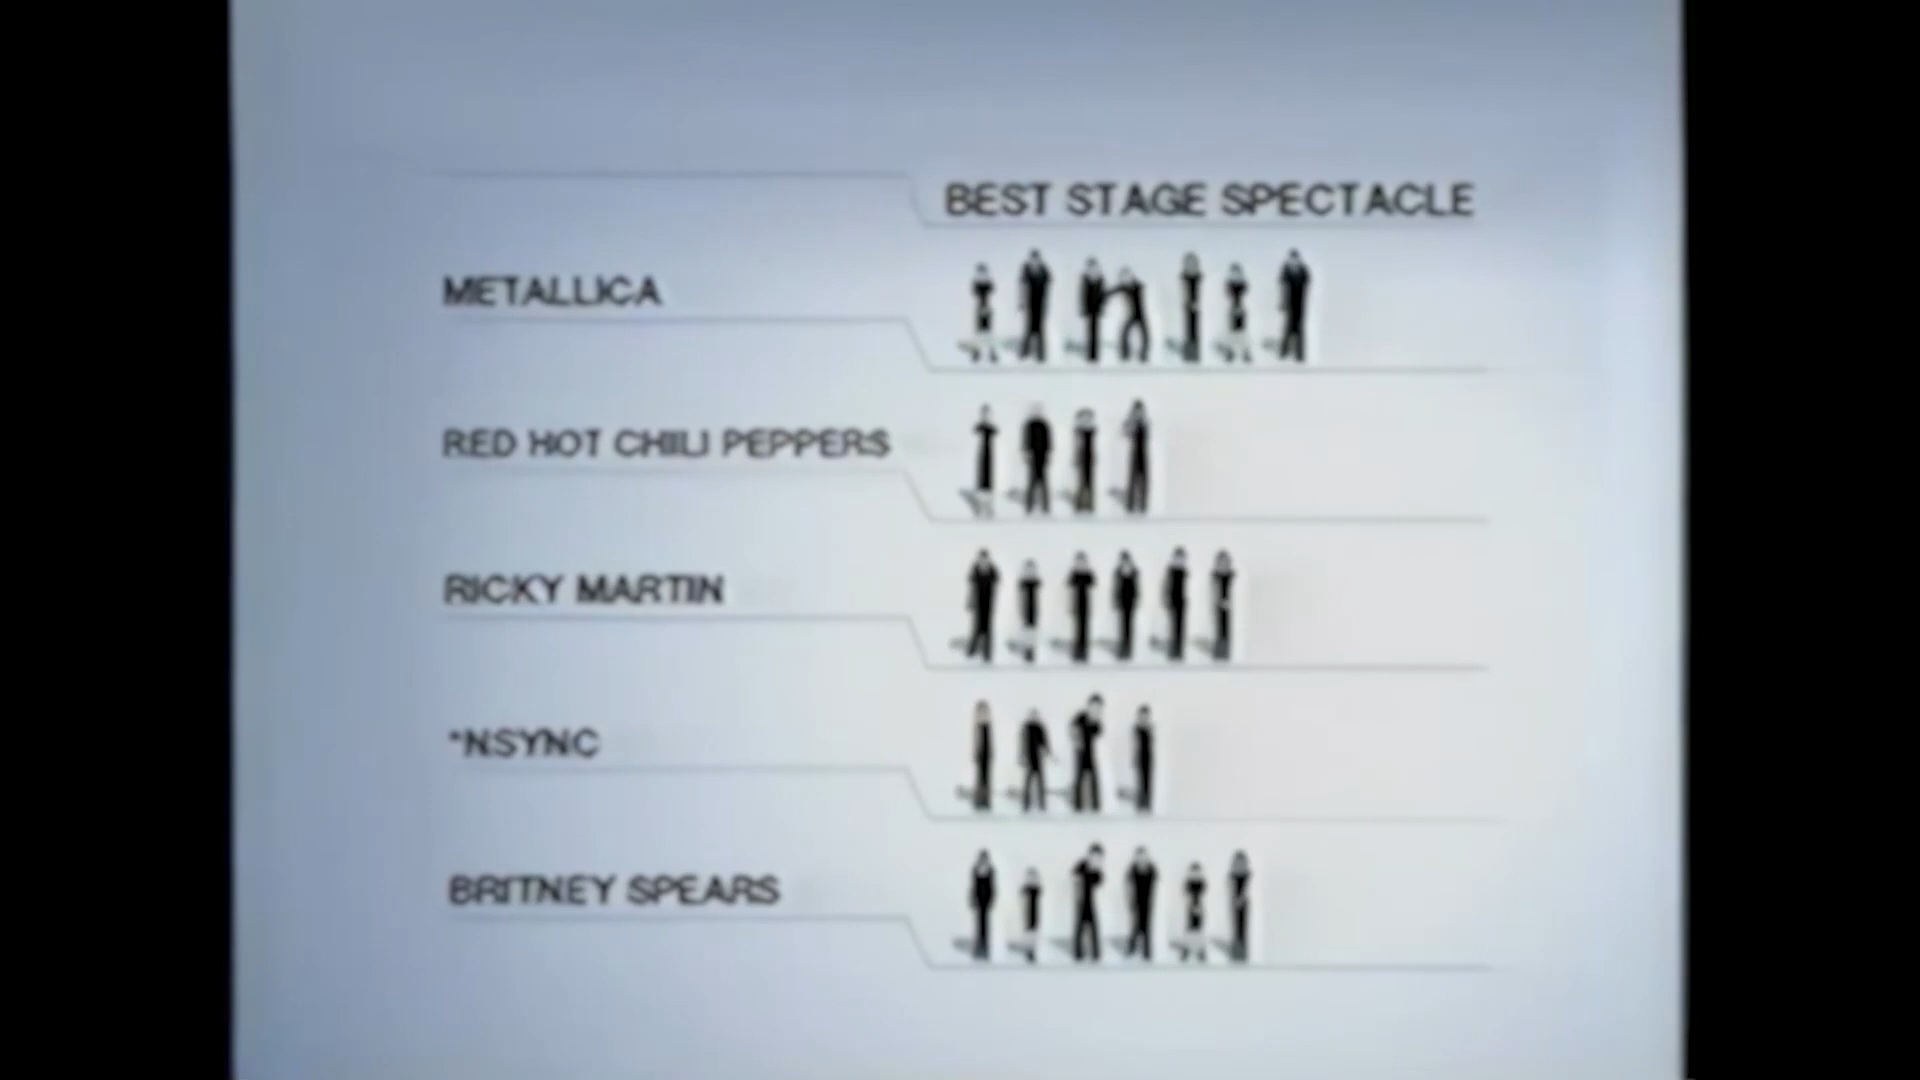 BEST STAGE SPECTACLE
METALLICA
RED HOT CHILI PEPPERS
RICKY MARTIN
*NSYNC
BRITNEY SPEARS